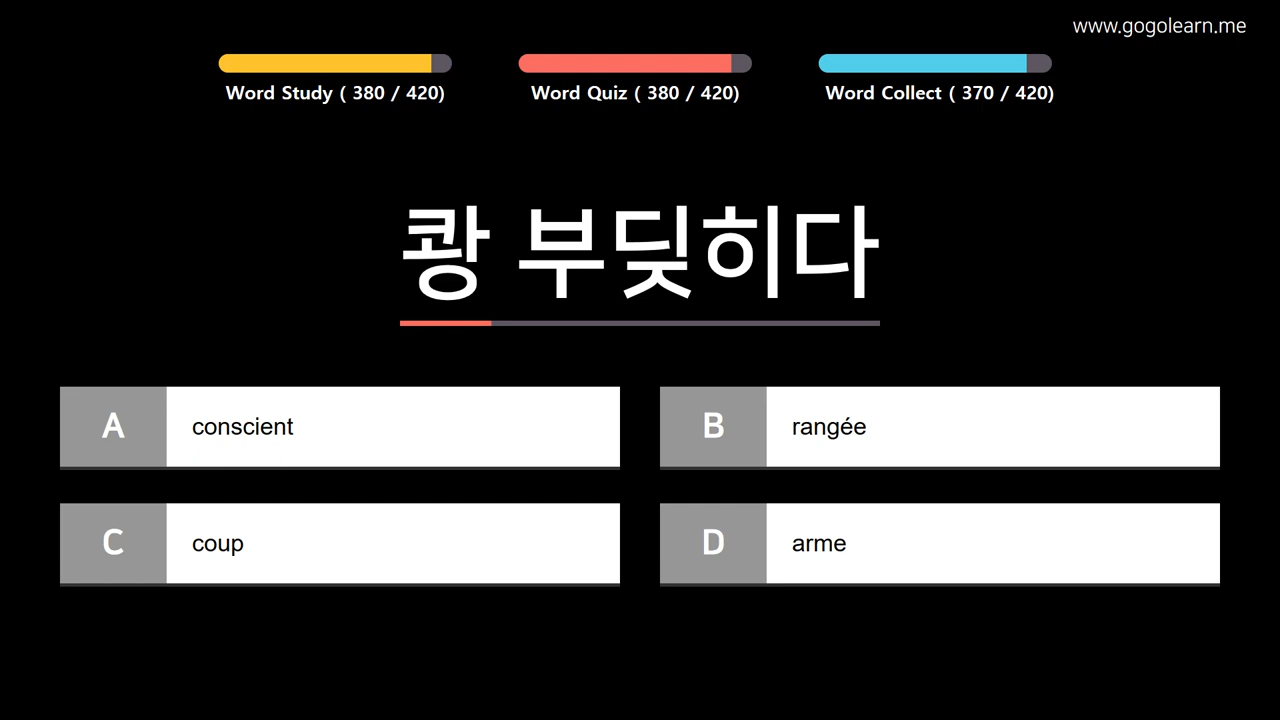 www.gogolearn.me
Word Study ( 380 / 420)
Word Quiz ( 380 / 420)
Word Collect ( 370 / 420)
쾅 부딪히다
A conscient
B rangée
C coup
D arme